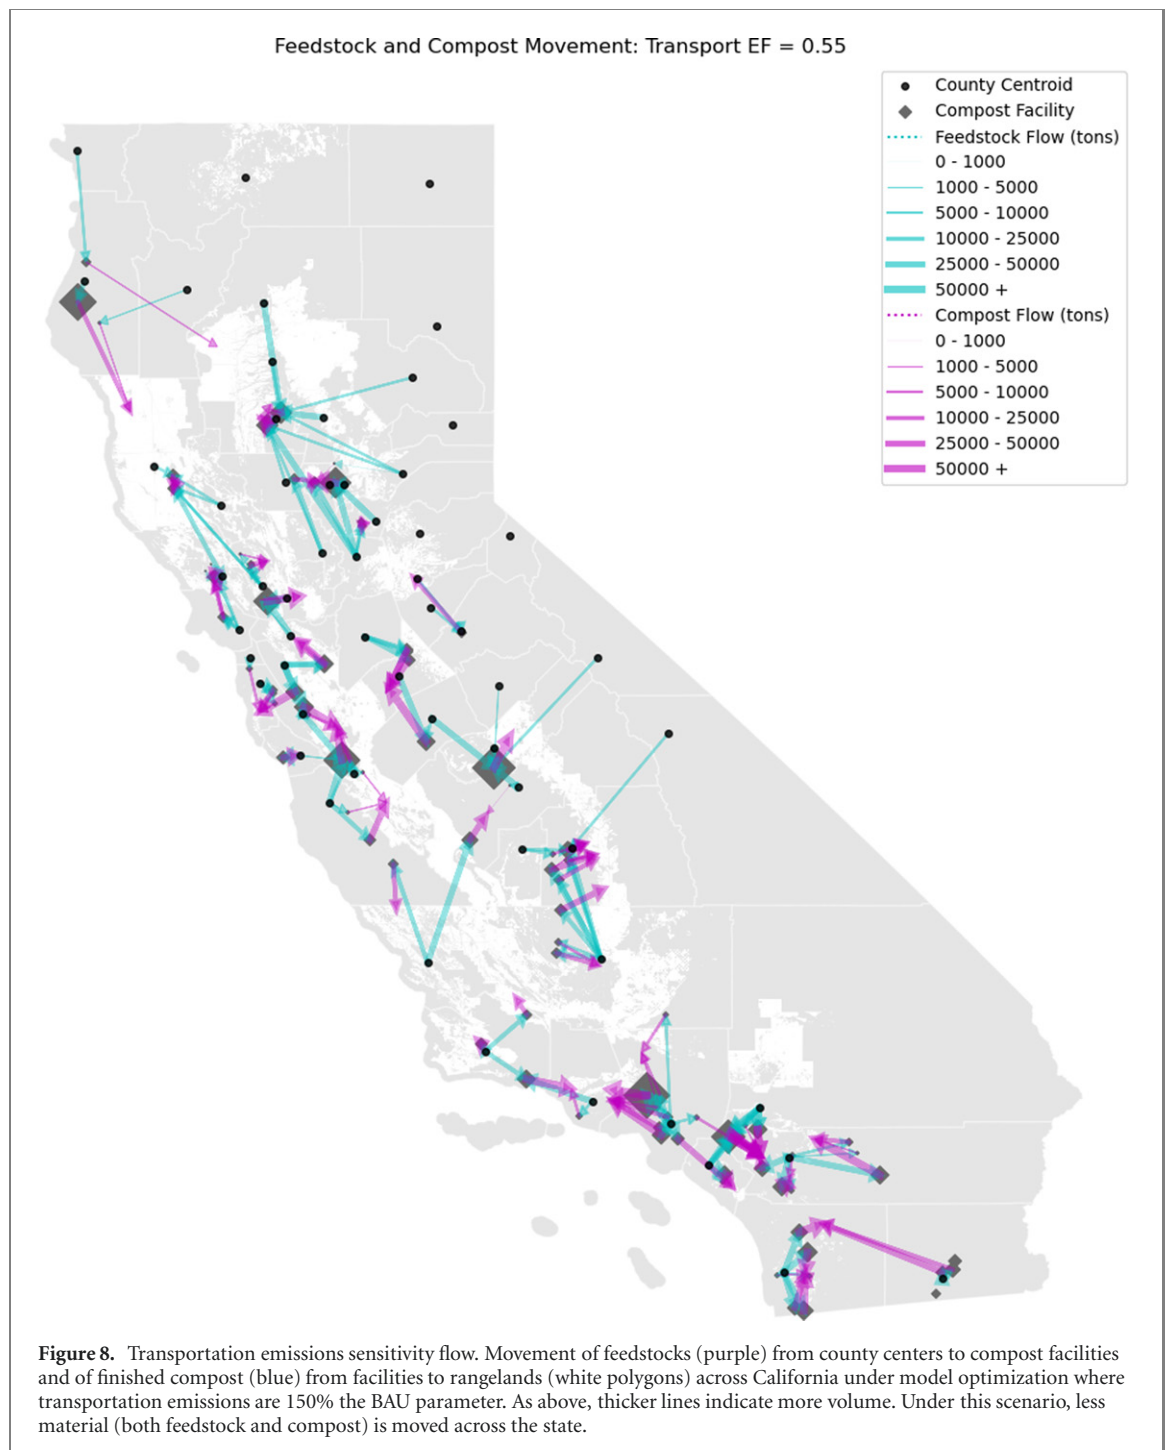 Feedstock and Compost Movement: Transport EF = 0.55
County Centroid
Compost Facility
Feedstock Flow (tons)
0 - 1000
1000 - 5000
5000 - 10000
10000 - 25000
25000 - 50000
50000 +
Compost Flow (tons)
0 - 1000
1000 - 5000
5000 - 10000
10000 - 25000
25000 - 50000
50000 +
Figure 8. Transportation emissions sensitivity flow. Movement of feedstocks (purple) from county centers to compost facilities
and of finished compost (blue) from facilities to rangelands (white polygons) across California under model optimization where
transportation emissions are 150% the BAU parameter. As above, thicker lines indicate more volume. Under this scenario, less
material (both feedstock and compost) is moved across the state.